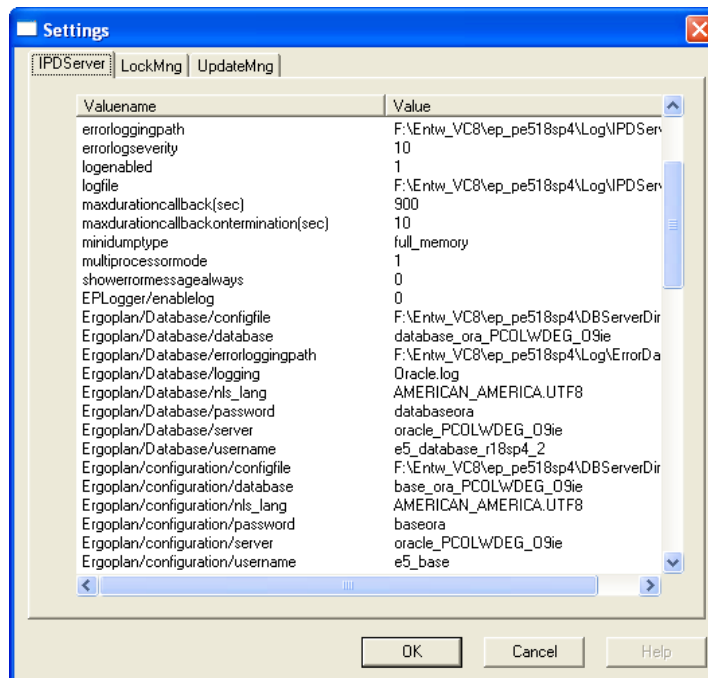 Settings
IPDServer LockMng UpdateMng
Valuename Value
errorloggingpath F:\Entw_VC8\ep_pe518sp4\Log\IPDServ
errorlogseverity 10
logenabled 1
logfile F:\Entw_VC8\ep_pe518sp4\Log\IPDServ
maxdurationcallback(sec) 900
maxdurationcallbackontermination(sec) 10
minidumptype full_memory
multiprocessormode 1
showerrormessagealways 0
EPLogger/enablelog 0
Ergoplan/Database/configfile F:\Entw_VC8\ep_pe518sp4\DBServerDir
Ergoplan/Database/database database_ora_PCOLWDEG_O9ie
Ergoplan/Database/errorloggingpath F:\Entw_VC8\ep_pe518sp4\Log\ErrorDa
Ergoplan/Database/logging Oracle.log
Ergoplan/Database/nls_lang AMERICAN_AMERICA.UTF8
Ergoplan/Database/password databaseora
Ergoplan/Database/server oracle_PCOLWDEG_O9ie
Ergoplan/Database/username e5_database_r18sp4_2
Ergoplan/configuration/configfile F:\Entw_VC8\ep_pe518sp4\DBServerDir
Ergoplan/configuration/database base_ora_PCOLWDEG_O9ie
Ergoplan/configuration/nls_lang AMERICAN_AMERICA.UTF8
Ergoplan/configuration/password baseora
Ergoplan/configuration/server oracle_PCOLWDEG_O9ie
Ergoplan/configuration/username e5_base
OK Cancel Help